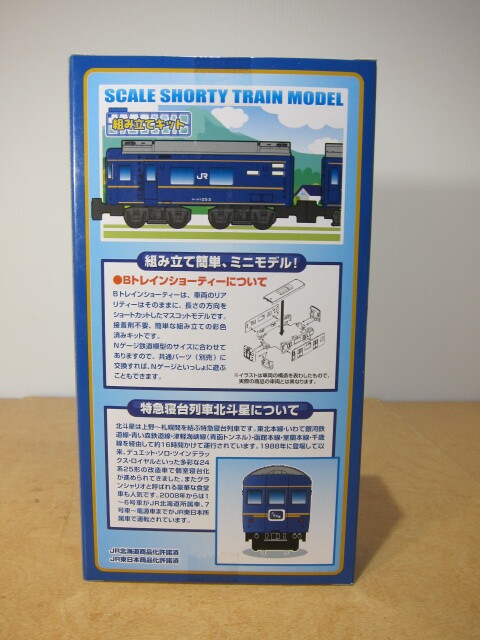 SCALE SHORTY TRAIN MODEL
組み立てキット
JR
組み立て簡単、ミニモデル！
●Bトレインショーティーについて
Bトレインショーティーは、車両のリア
リティーはそのままに、長さの方向を
ショートカットしたマスコットモデルです。
接着剤不要、簡単な組み立ての彩色
済みキットです。
Nゲージ鉄道模型のサイズに合わせて
ありますので、共通パーツ（別売）に
交換すれば、Nゲージといっしょに遊ぶ
こともできます。
※イラストは車両の構造を表わしたもので、
実際の商品の車両とは異なります。
特急寝台列車北斗星について
北斗星は上野〜札幌間を結ぶ特急寝台列車です。東北本線・いわて銀河鉄
道線・青い森鉄道線・津軽海峡線（青函トンネル）・函館本線・室蘭本線・千歳
線を経由して約16時間かけて運行されています。1988年に登場して以
来、デュエット・ソロ・ツインデラッ
クス・ロイヤルといった多彩な24
系25形の改造車で個室寝台化
が進められてきました。またグ
ランシャリオと呼ばれる豪華な食堂
車も人気です。2008年からは1
〜6号車がJR北海道所属車、7
号車〜電源車までがJR東日本所
属車で運転されています。
JR北海道商品化許諾済
JR東日本商品化許諾済